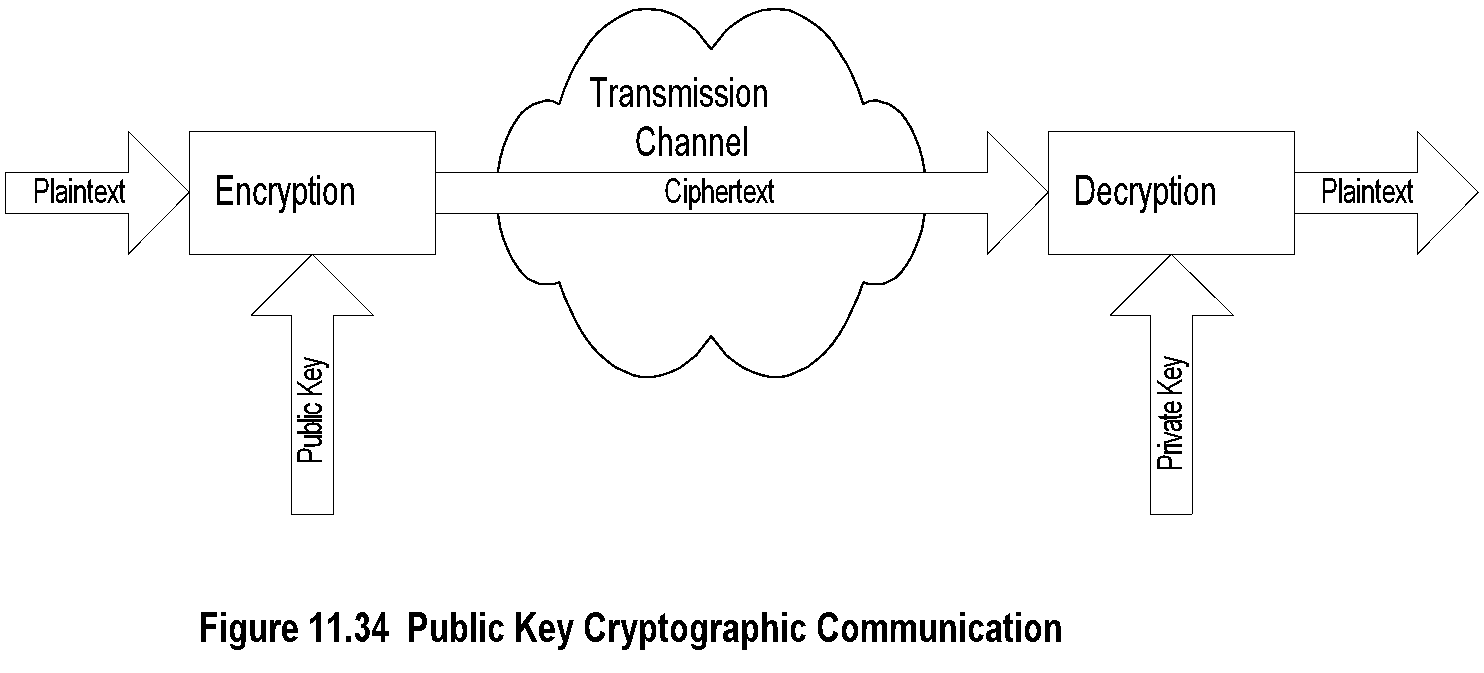 Transmission
Channel
Plaintext
Encryption
Ciphertext
Decryption
Plaintext
Public Key
Private Key
Figure 11.34  Public Key Cryptographic Communication